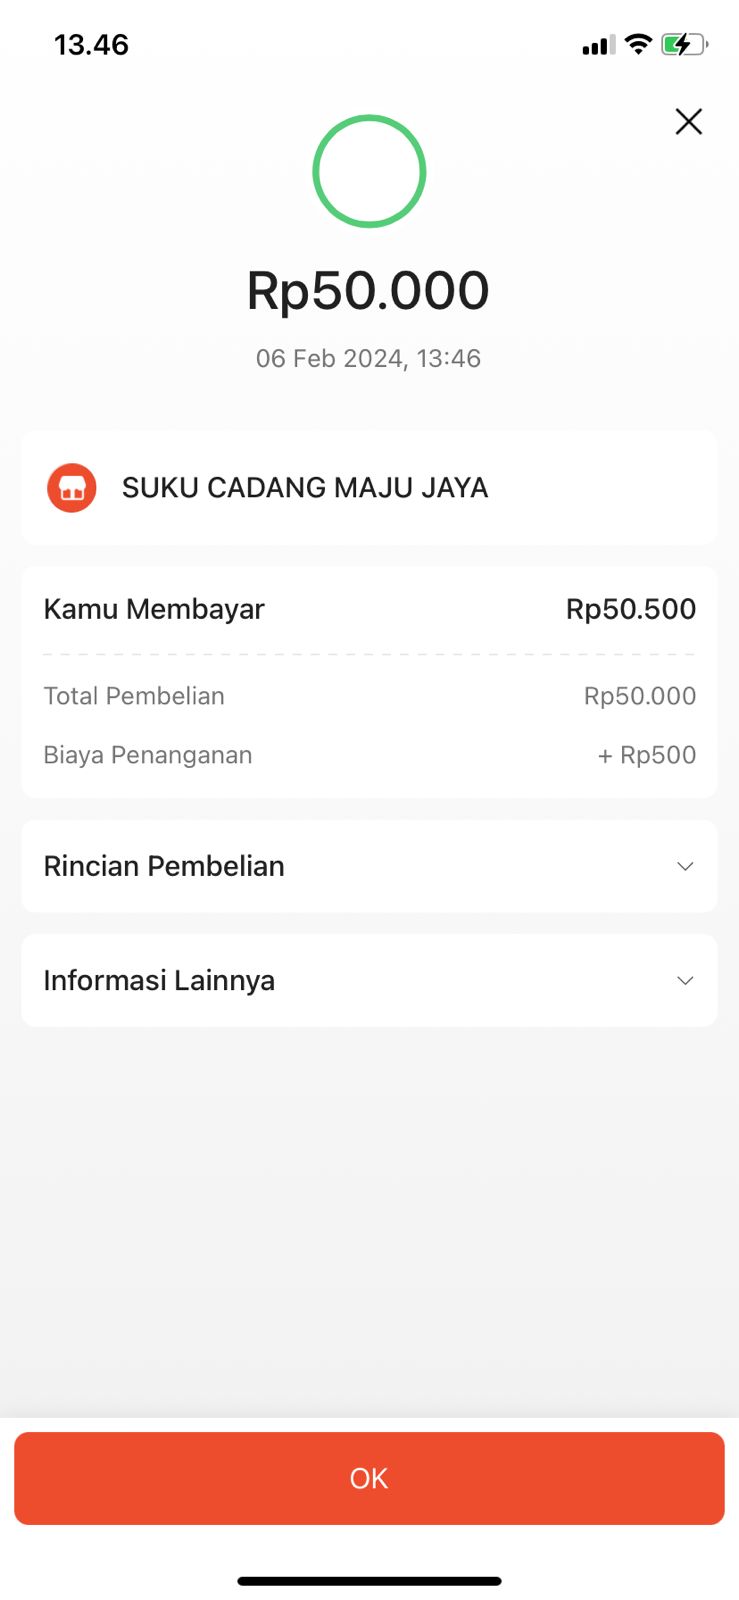 13.46
Rp50.000
06 Feb 2024, 13:46
SUKU CADANG MAJU JAYA
Kamu Membayar Rp50.500
Total Pembelian Rp50.000
Biaya Penanganan + Rp500
Rincian Pembelian
Informasi Lainnya
OK